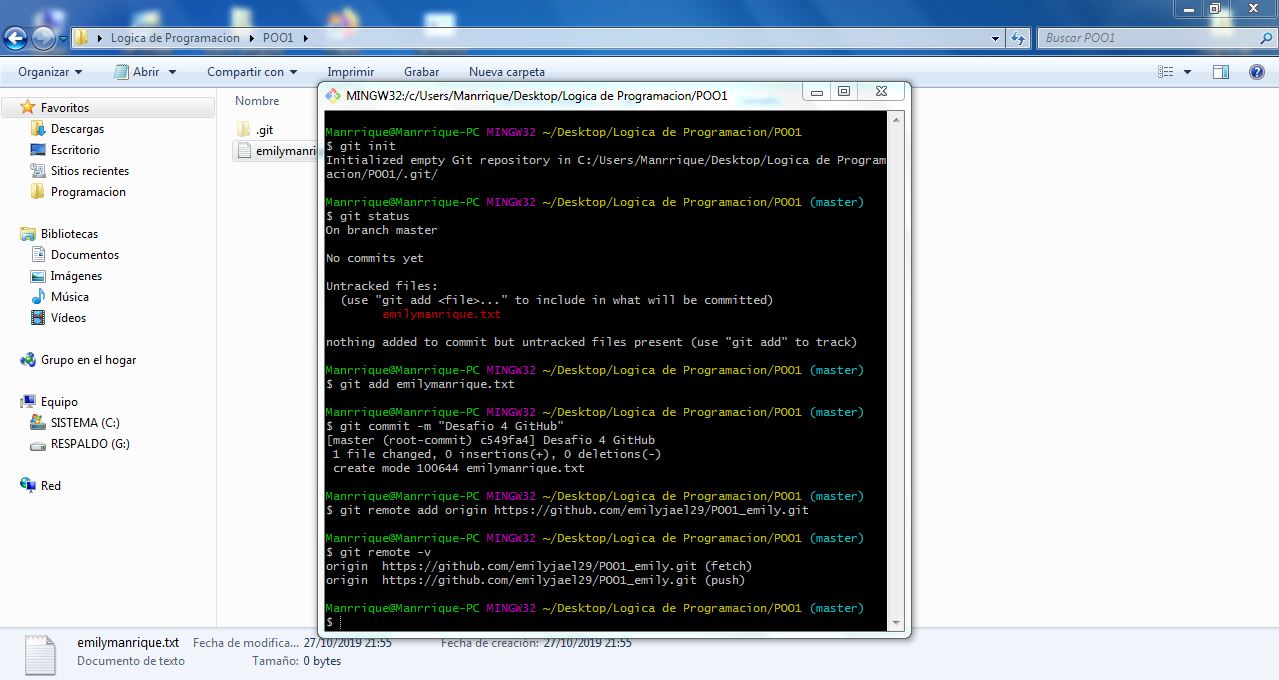 Logica de Programacion
POO1
Buscar POO1
Organizar
Abrir
Compartir con
Imprimir
Grabar
Nueva carpeta
Favoritos
Descargas
Escritorio
Sitios recientes
Programacion
Bibliotecas
Documentos
Imágenes
Música
Vídeos
Grupo en el hogar
Equipo
SISTEMA (C:)
RESPALDO (G:)
Red
Nombre
.git
emilymanri
MINGW32:/c/Users/Manrrique/Desktop/Logica de Programacion/POO1
Manrrique@Manrrique-PC MINGW32 ~/Desktop/Logica de Programacion/POO1
$ git init
Initialized empty Git repository in C:/Users/Manrrique/Desktop/Logica de Program
acion/POO1/.git/
Manrrique@Manrrique-PC MINGW32 ~/Desktop/Logica de Programacion/POO1 (master)
$ git status
On branch master
No commits yet
Untracked files:
(use "git add <file>..." to include in what will be committed)
emilymanrique.txt
nothing added to commit but untracked files present (use "git add" to track)
Manrrique@Manrrique-PC MINGW32 ~/Desktop/Logica de Programacion/POO1 (master)
$ git add emilymanrique.txt
Manrrique@Manrrique-PC MINGW32 ~/Desktop/Logica de Programacion/POO1 (master)
$ git commit -m "Desafio 4 GitHub"
[master (root-commit) c549fa4] Desafio 4 GitHub
1 file changed, 0 insertions(+), 0 deletions(-)
create mode 100644 emilymanrique.txt
Manrrique@Manrrique-PC MINGW32 ~/Desktop/Logica de Programacion/POO1 (master)
$ git remote add origin https://github.com/emilyjael29/POO1_emily.git
Manrrique@Manrrique-PC MINGW32 ~/Desktop/Logica de Programacion/POO1 (master)
$ git remote -v
origin https://github.com/emilyjael29/POO1_emily.git (fetch)
origin https://github.com/emilyjael29/POO1_emily.git (push)
Manrrique@Manrrique-PC MINGW32 ~/Desktop/Logica de Programacion/POO1 (master)
$
emilymanrique.txt Fecha de modifica... 27/10/2019 21:55 Fecha de creación: 27/10/2019 21:55
Documento de texto Tamaño: 0 bytes